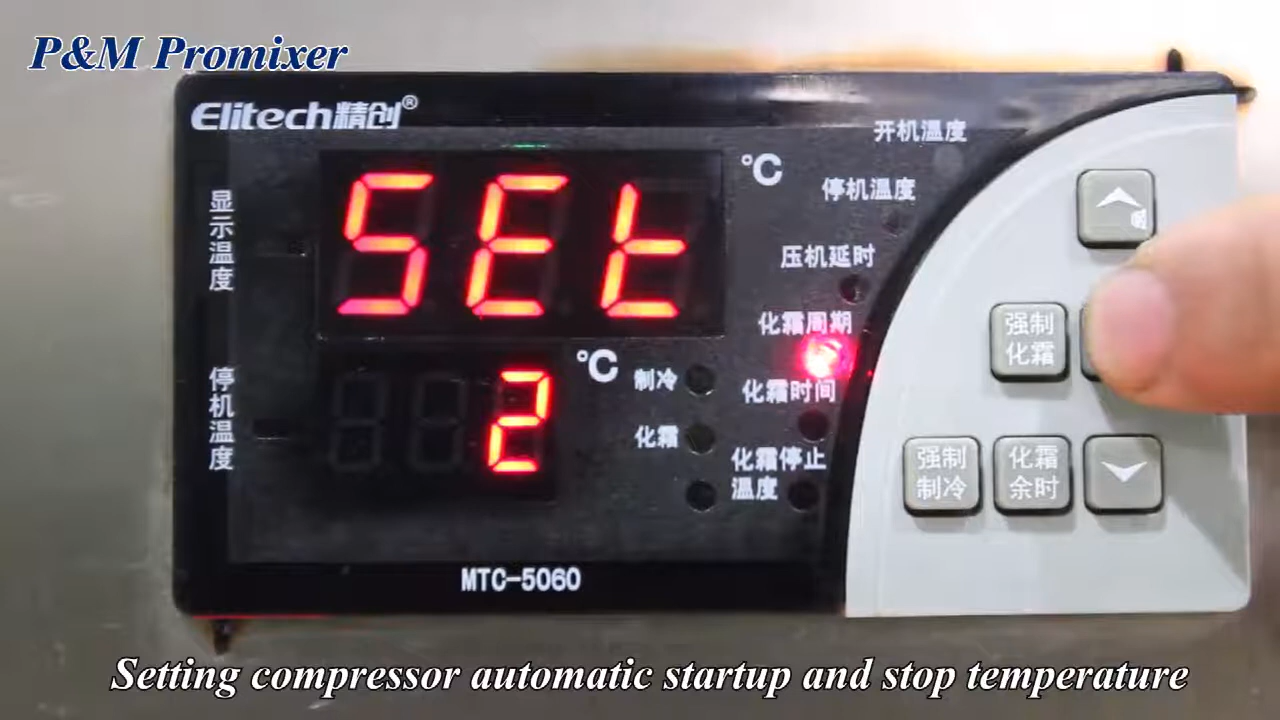 P&M Promixer
Elitech精创®
开机温度
显示温度
SEt
°C
停机温度
压机延时
化霜周期
停机温度
2
°C
制冷
化霜时间
化霜
化霜停止
温度
强制
化霜
强制
制冷
化霜
余时
MTC-5060
Setting compressor automatic startup and stop temperature